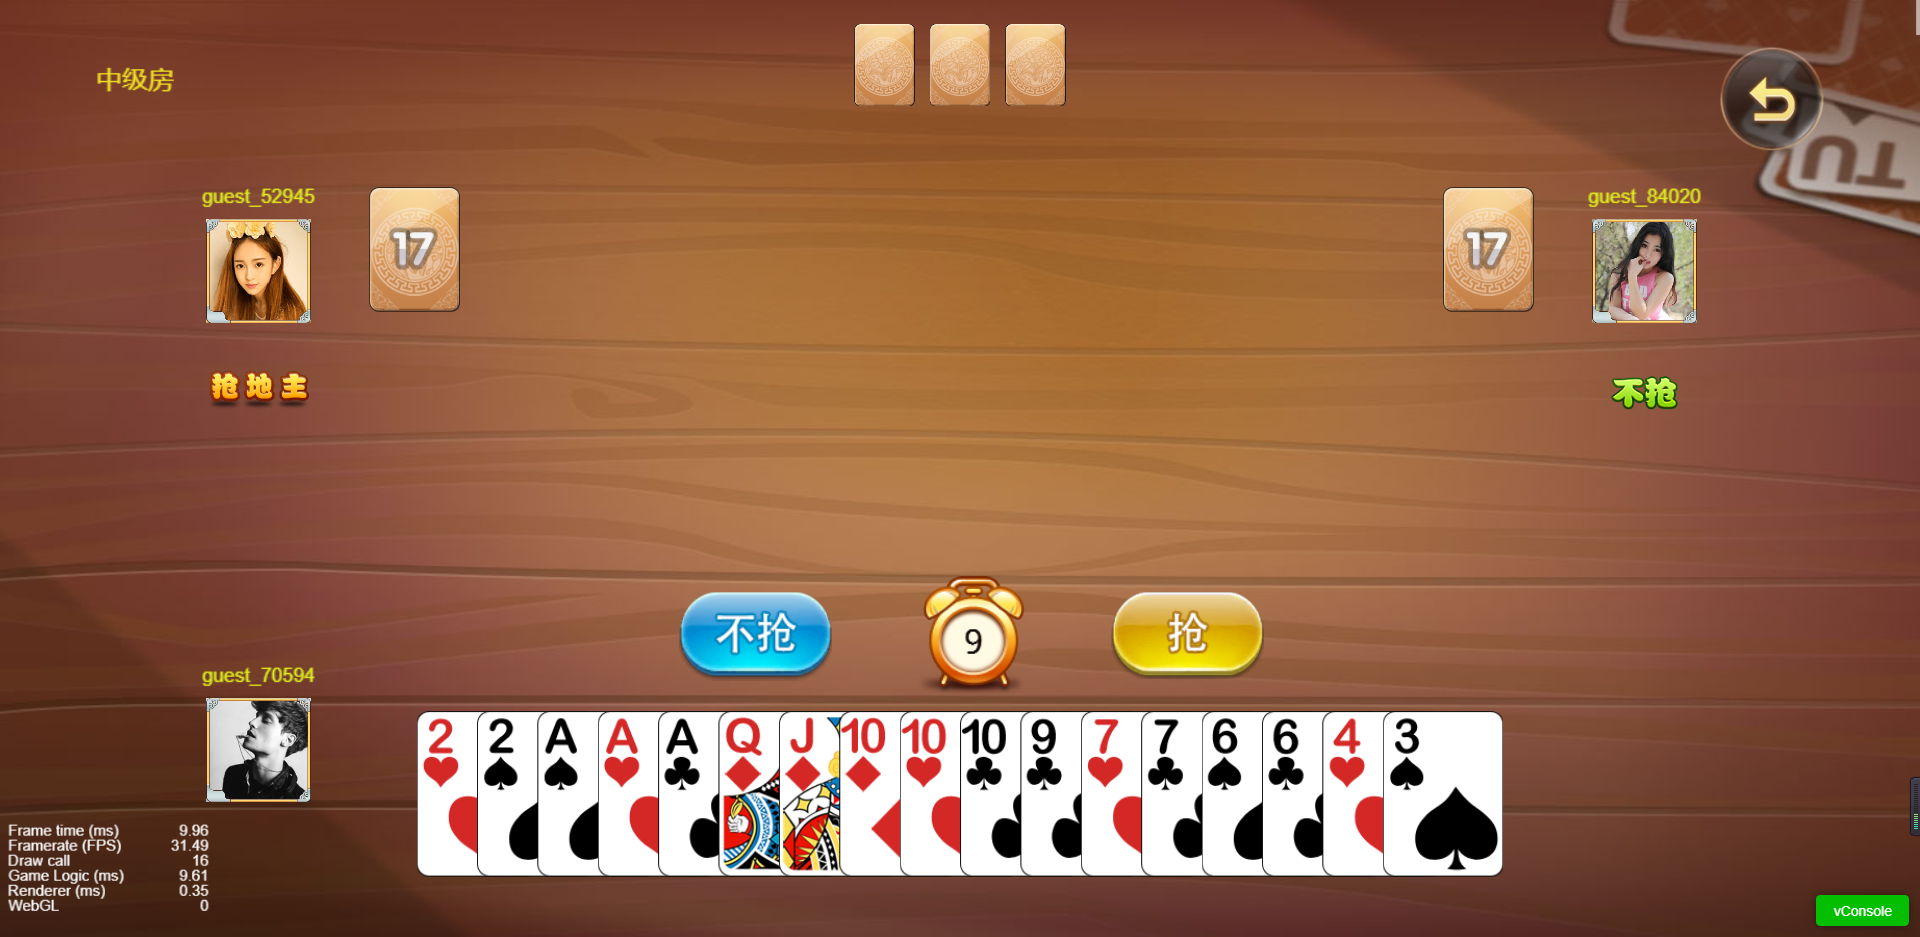 中级房
guest_52945
guest_84020
17
17
抢地主
不抢
不抢
9
抢
guest_70594
2 2 A A A Q J 10 10 10 9 7 7 6 6 4 3
Frame time (ms) 9.96
Framerate (FPS) 31.49
Draw call 16
Game Logic (ms) 9.61
Renderer (ms) 0.35
WebGL 0
vConsole